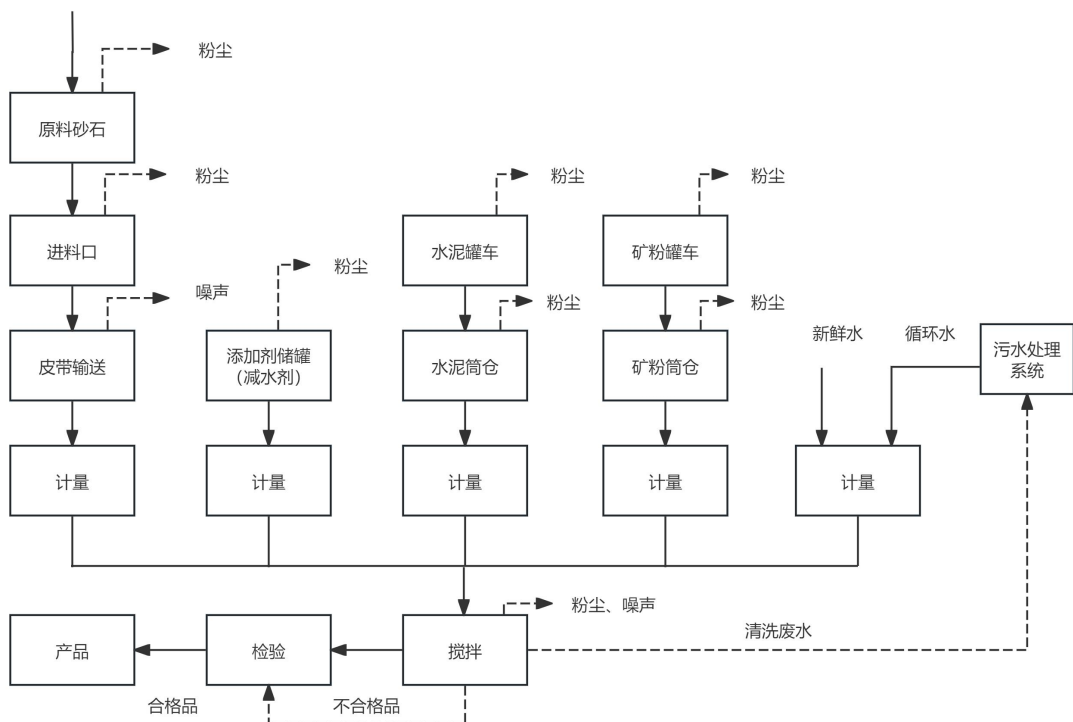 粉尘
原料砂石
粉尘
粉尘
粉尘
进料口
水泥罐车
矿粉罐车
粉尘
噪声
粉尘
粉尘
新鲜水
循环水
皮带输送
添加剂储罐
（减水剂）
水泥筒仓
矿粉筒仓
污水处理
系统
计量
计量
计量
计量
计量
粉尘、噪声
清洗废水
产品
检验
搅拌
合格品
不合格品